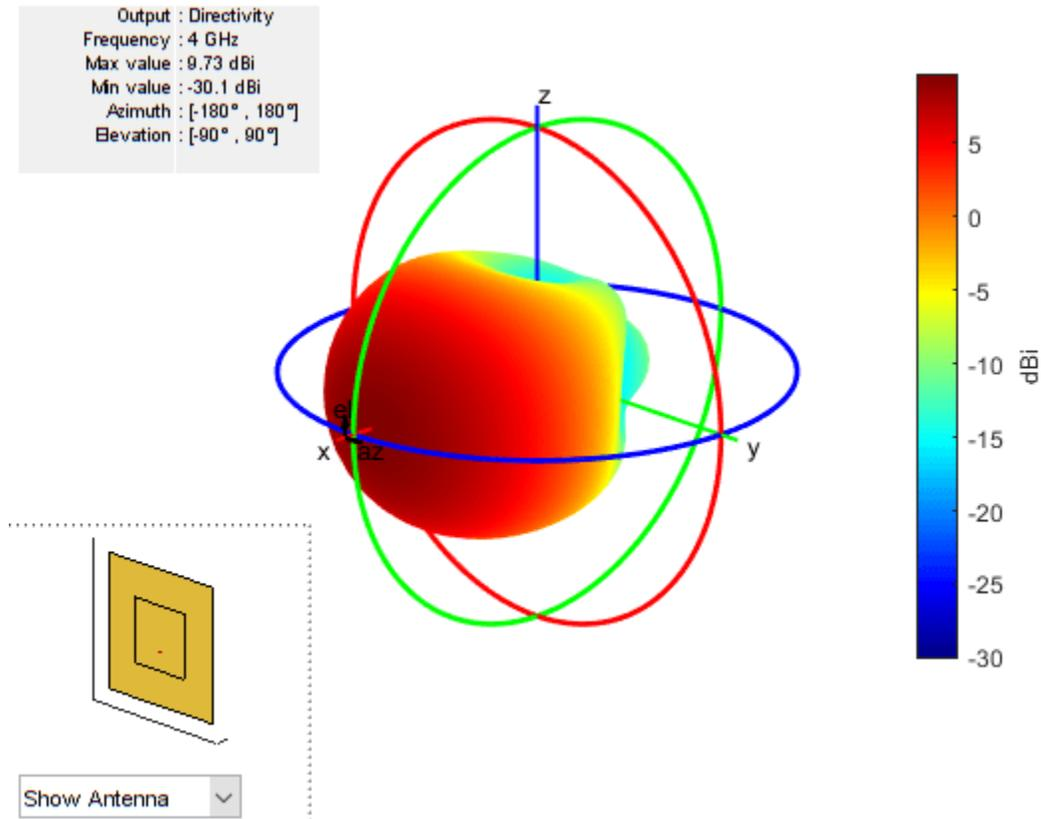 Output : Directivity
Frequency : 4 GHz
Max value : 9.73 dBi
Min value : -30.1 dBi
Azimuth : [-180° , 180°]
Elevation : [-90° , 90°]
z
el
x
az
y
5
0
-5
-10
-15
-20
-25
-30
dBi
Show Antenna